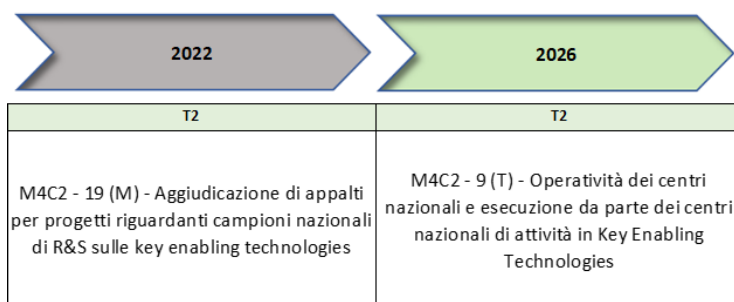 2022
2026
T2
T2
M4C2 - 19 (M) - Aggiudicazione di appalti
per progetti riguardanti campioni nazionali
di R&S sulle key enabling technologies
M4C2 - 9 (T) - Operatività dei centri
nazionali e esecuzione da parte dei centri
nazionali di attività in Key Enabling
Technologies